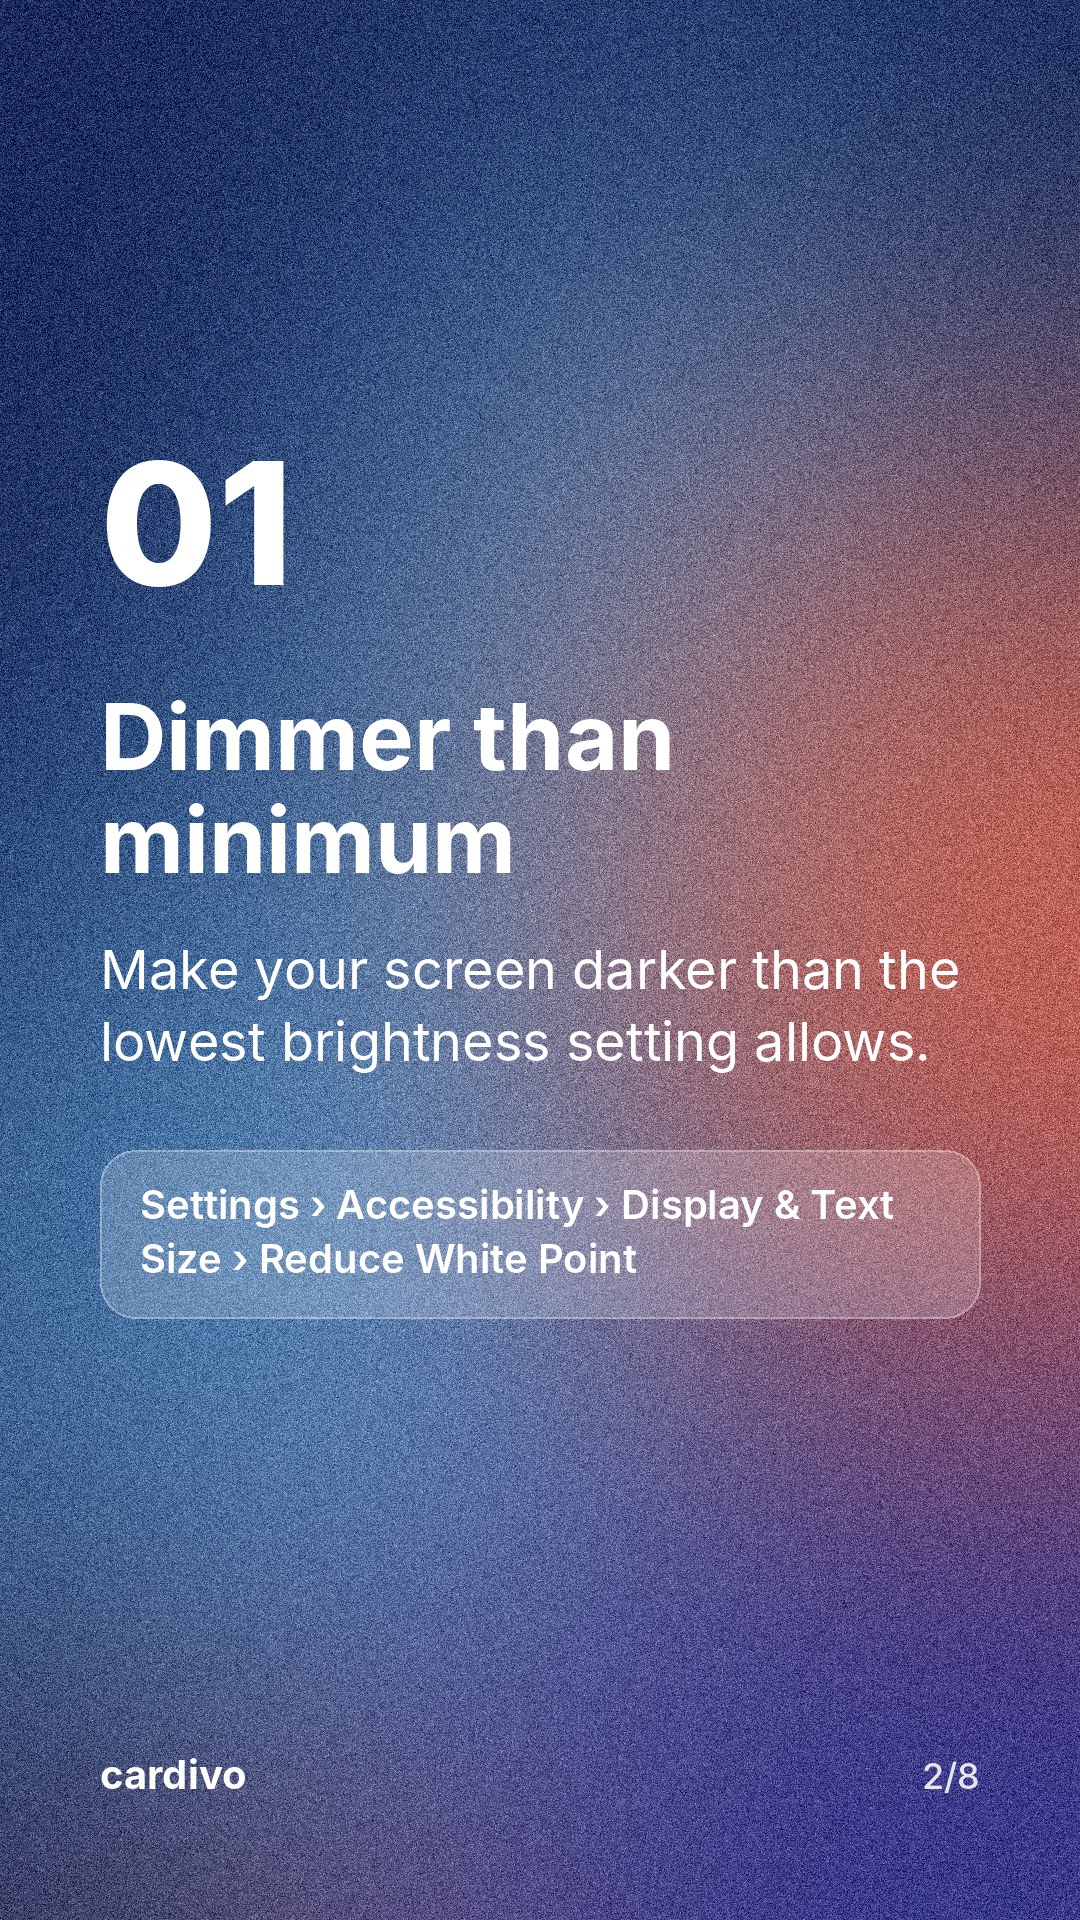 01
Dimmer than
minimum
Make your screen darker than the
lowest brightness setting allows.
Settings › Accessibility › Display & Text
Size › Reduce White Point
cardivo
2/8